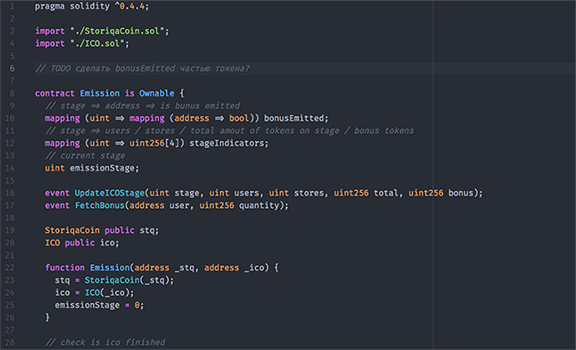 1 pragma solidity ^0.4.4;
2
3 import "./StoriqaCoin.sol";
4 import "./ICO.sol";
5
6 // TODO сделать bonusEmitted частью токена?
7
8 contract Emission is Ownable {
9 // stage => address => is bunus emitted
10 mapping (uint => mapping (address => bool)) bonusEmitted;
11 // stage => users / stores / total amout of tokens on stage / bonus tokens
12 mapping (uint => uint256[4]) stageIndicators;
13 // current stage
14 uint emissionStage;
15
16 event UpdateICOStage(uint stage, uint users, uint stores, uint256 total, uint256 bonus);
17 event FetchBonus(address user, uint256 quantity);
18
19 StoriqaCoin public stq;
20 ICO public ico;
21
22 function Emission(address _stq, address _ico) {
23 stq = StoriqaCoin(_stq);
24 ico = ICO(_ico);
25 emissionStage = 0;
26 }
27
28 // check is ico finished